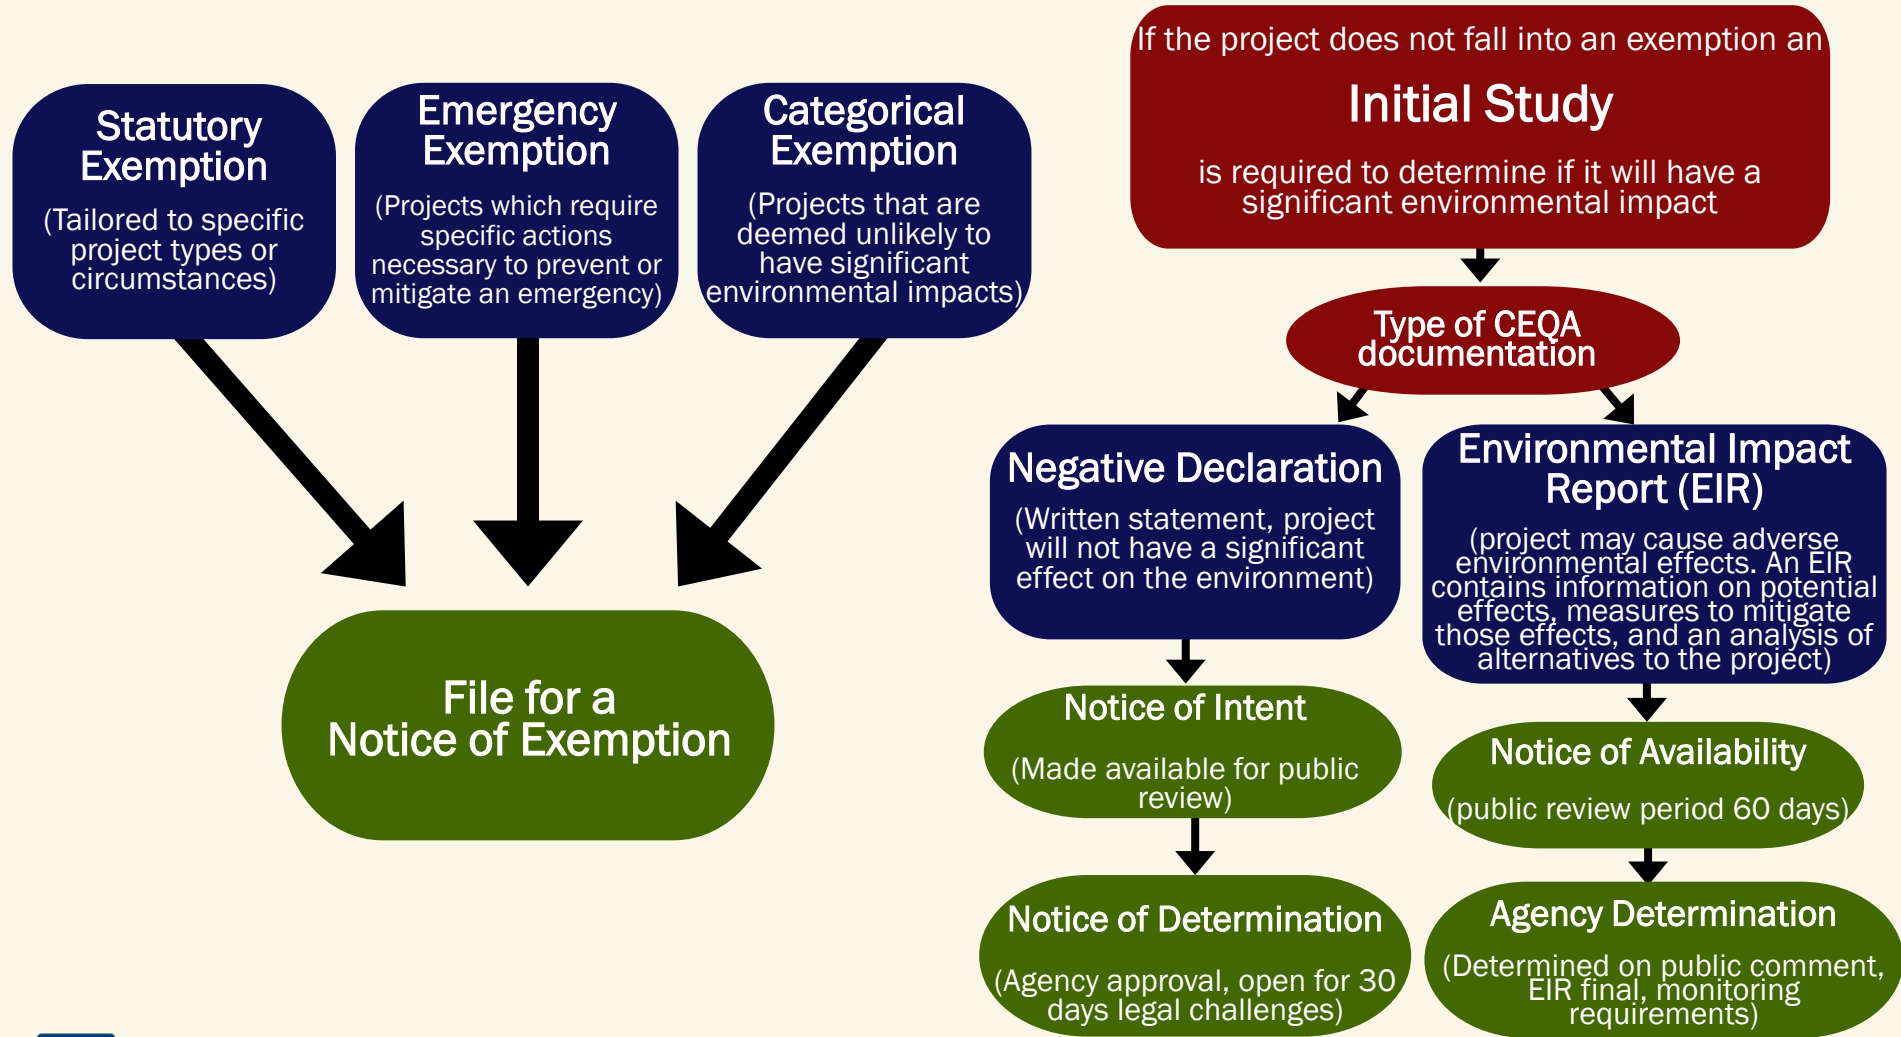 Statutory
Exemption
(Tailored to specific
project types or
circumstances)
Emergency
Exemption
(Projects which require
specific actions
necessary to prevent or
mitigate an emergency)
Categorical
Exemption
(Projects that are
deemed unlikely to
have significant
environmental impacts)
File for a
Notice of Exemption
If the project does not fall into an exemption an
Initial Study
is required to determine if it will have a
significant environmental impact
Type of CEQA
documentation
Negative Declaration
(Written statement, project
will not have a significant
effect on the environment)
Notice of Intent
(Made available for public
review)
Notice of Determination
(Agency approval, open for 30
days legal challenges)
Environmental Impact
Report (EIR)
(project may cause adverse
environmental effects. An EIR
contains information on potential
effects, measures to mitigate
those effects, and an analysis of
alternatives to the project)
Notice of Availability
(public review period 60 days)
Agency Determination
(Determined on public comment,
EIR final, monitoring
requirements)